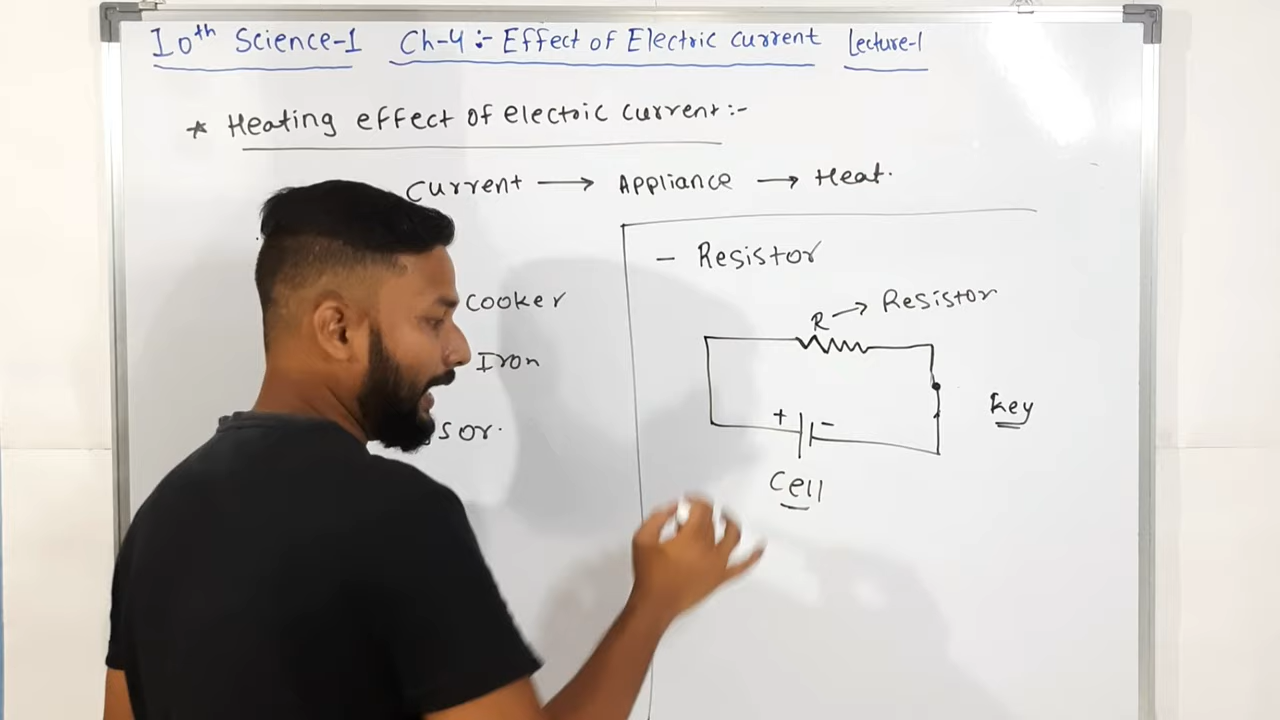 10th Science-1 Ch-4 :- Effect of Electric current Lecture-1
* Heating effect of electric current :-
Current → Appliance → Heat.
cooker
Iron
sor.
- Resistor
R → Resistor
+ -
Key
Cell